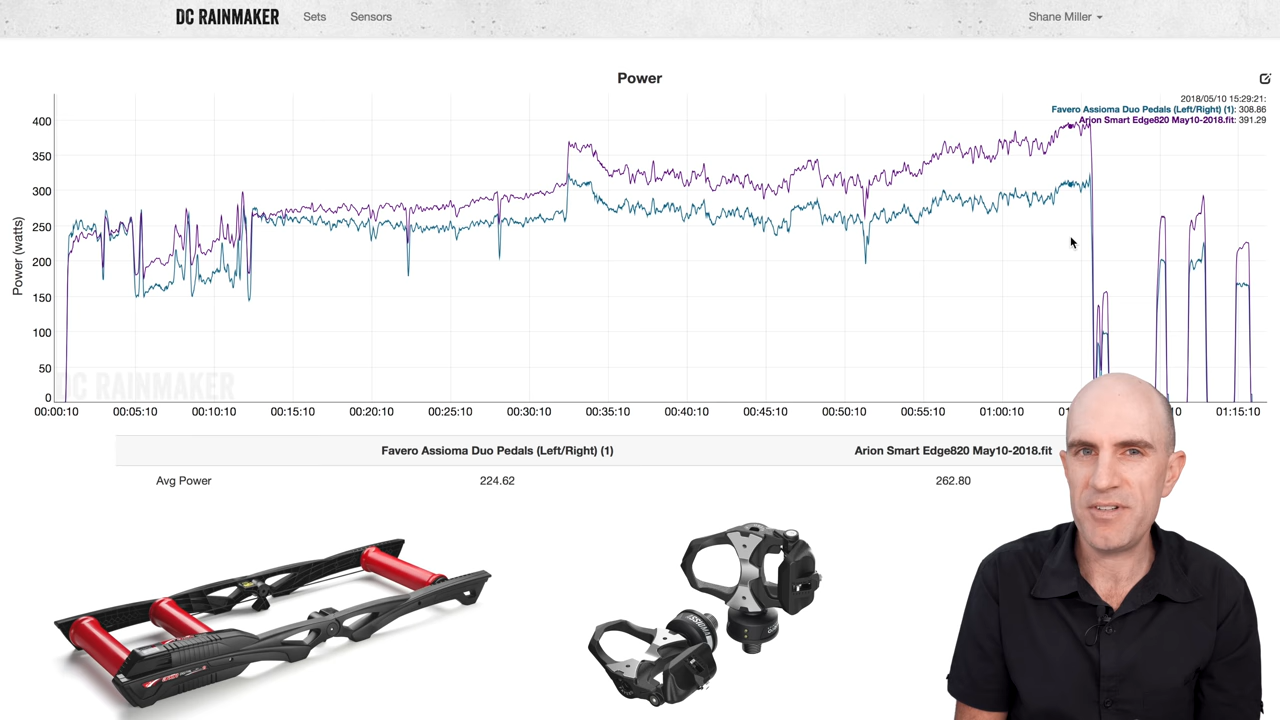 DC RAINMAKER
Sets
Sensors
Shane Miller
Power
2018/05/10 15:29:21:
Favero Assioma Duo Pedals (Left/Right) (1): 308.86
Arion Smart Edge820 May10-2018.fit: 391.29
Power (watts)
400
350
300
250
200
150
100
50
0
DC RAINMAKER
00:00:10 00:05:10 00:10:10 00:15:10 00:20:10 00:25:10 00:30:10 00:35:10 00:40:10 00:45:10 00:50:10 00:55:10 01:00:10 01:15:10
Favero Assioma Duo Pedals (Left/Right) (1) Arion Smart Edge820 May10-2018.fit
Avg Power 224.62 262.80
ASSIOMA